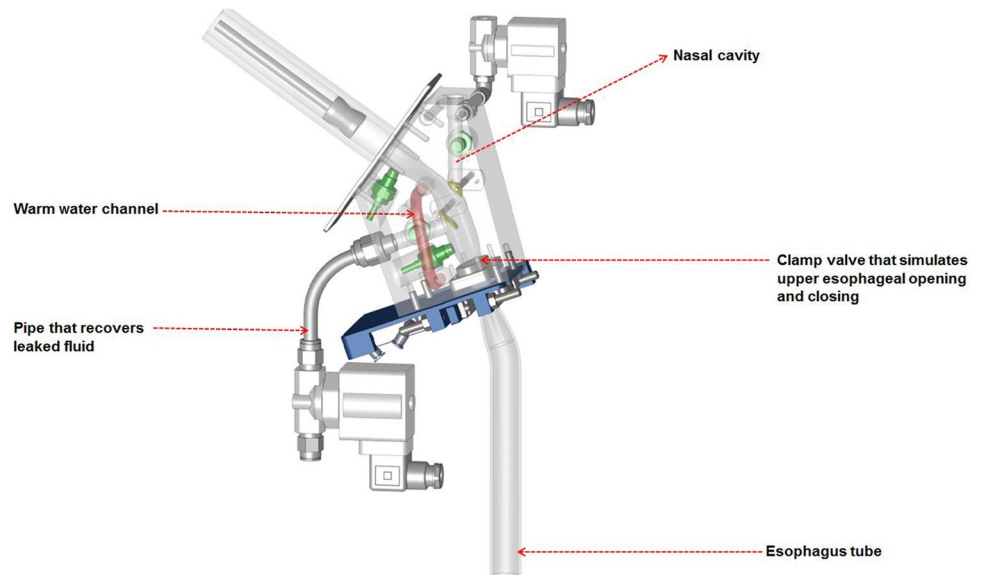 Nasal cavity
Warm water channel
Clamp valve that simulates
upper esophageal opening
and closing
Pipe that recovers
leaked fluid
Esophagus tube